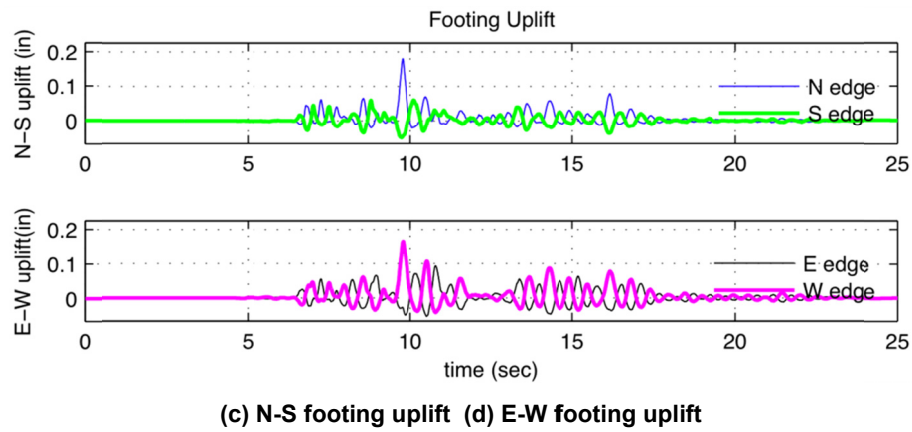 Footing Uplift
N–S uplift (in)
0.2
0.1
0
N edge
S edge
0 5 10 15 20 25
E–W uplift(in)
0.2
0.1
0
E edge
W edge
0 5 10 15 20 25
time (sec)
(c) N-S footing uplift (d) E-W footing uplift